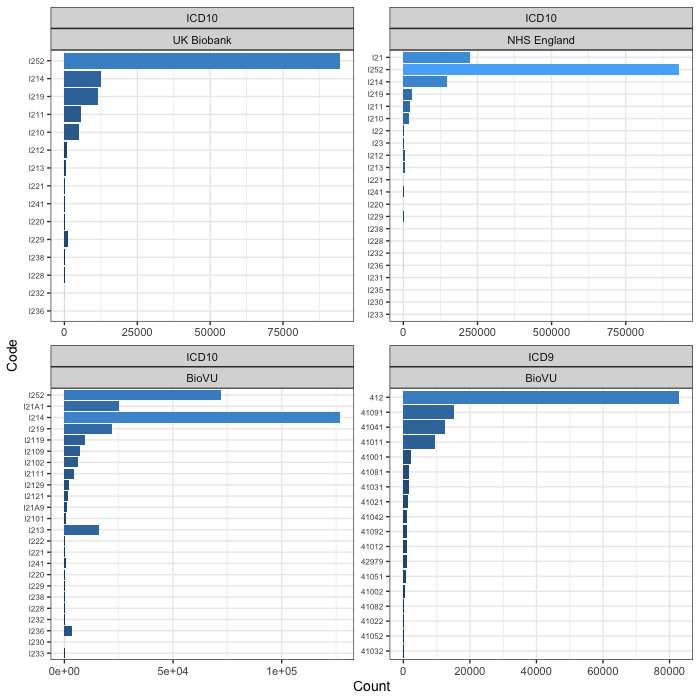 ICD10
UK Biobank
I252
I214
I219
I211
I210
I212
I213
I221
I241
I220
I229
I238
I228
I232
I236
0
25000
50000
75000
ICD10
NHS England
I21
I252
I214
I219
I211
I210
I22
I23
I212
I213
I221
I241
I220
I229
I238
I228
I232
I236
I231
I235
I230
I233
0
250000
500000
750000
ICD10
BioVU
I252
I21A1
I214
I219
I2119
I2109
I2102
I2111
I2129
I2121
I21A9
I2101
I213
I222
I221
I241
I220
I229
I238
I228
I232
I236
I230
I233
0e+00
5e+04
1e+05
ICD9
BioVU
412
41091
41041
41011
41001
41081
41031
41021
41042
41092
41012
42979
41051
41002
41082
41022
41052
41032
0
20000
40000
60000
80000
Code
Count